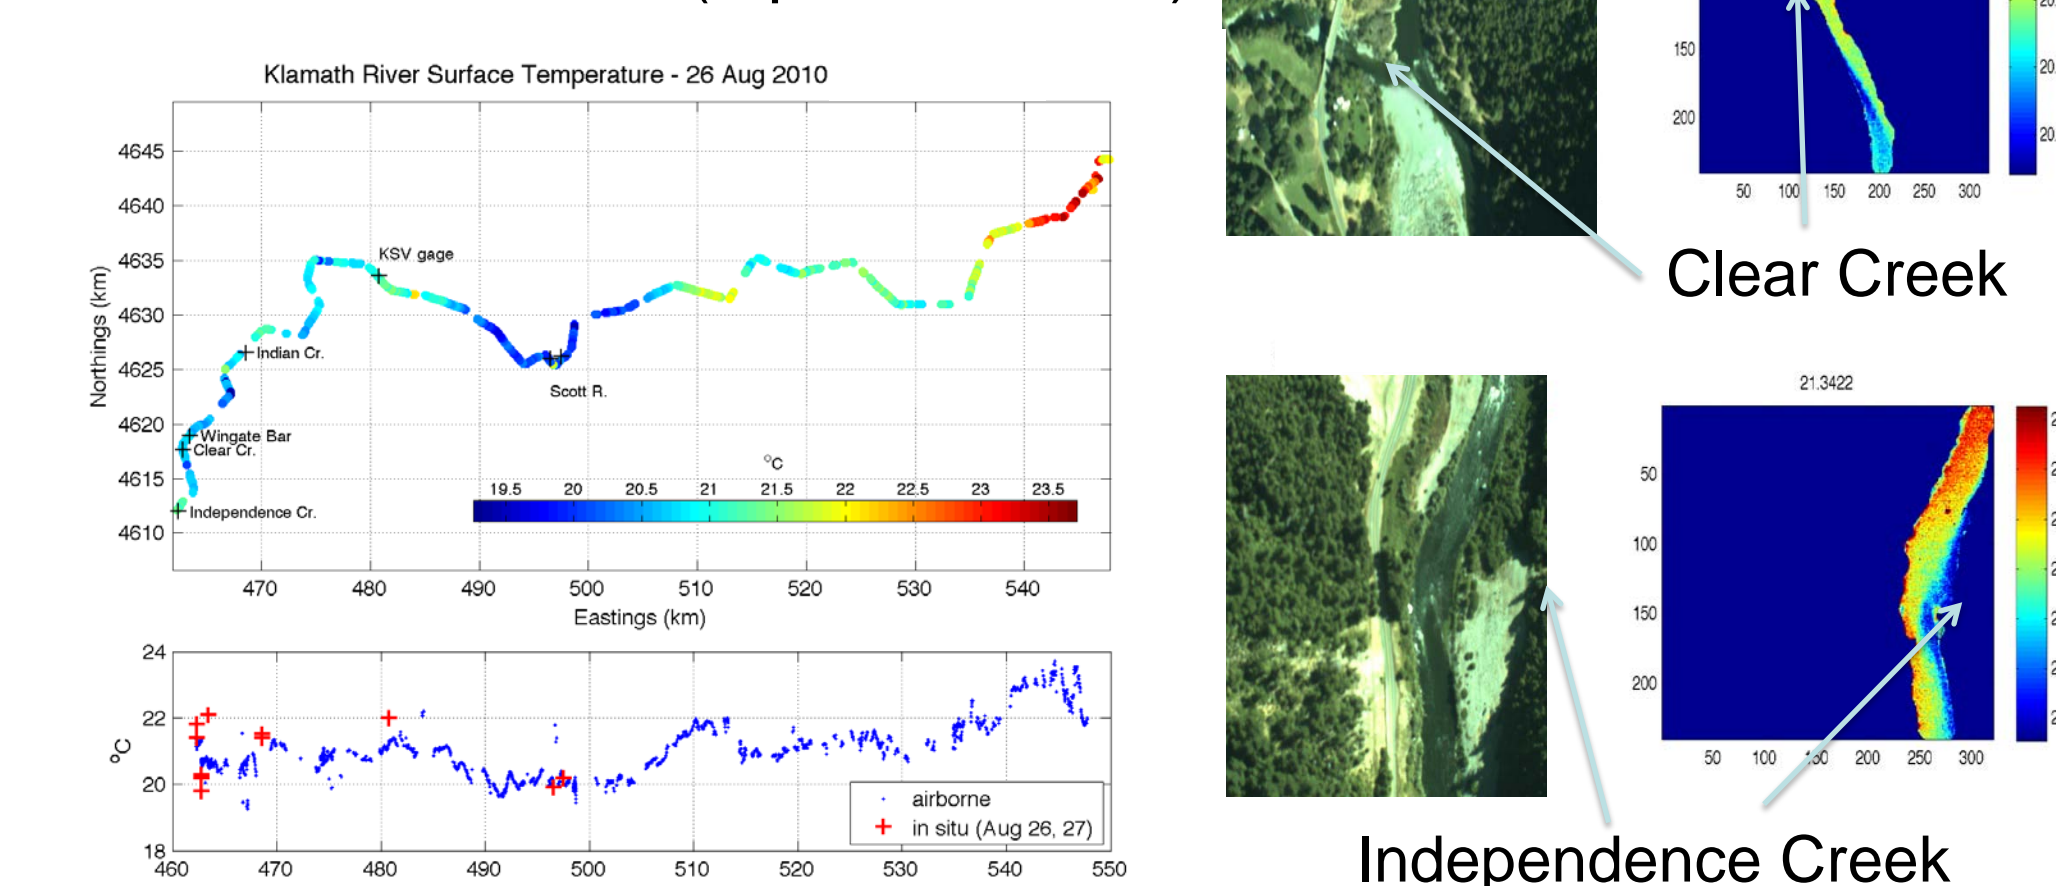 Klamath River Surface Temperature - 26 Aug 2010
4645
4640
4635
4630
4625
4620
4615
4610
Northings (km)
KSV gage
Indian Cr.
Scott R.
Wingate Bar
Clear Cr.
Independence Cr.
°C
19.5 20 20.5 21 21.5 22 22.5 23 23.5
470 480 490 500 510 520 530 540
Eastings (km)
24
22
20
18
°C
airborne
in situ (Aug 26, 27)
460 470 480 490 500 510 520 530 540 550
150
200
50 100 150 200 250 300
Clear Creek
21.3422
50
100
150
200
50 100 150 200 250 300
Independence Creek